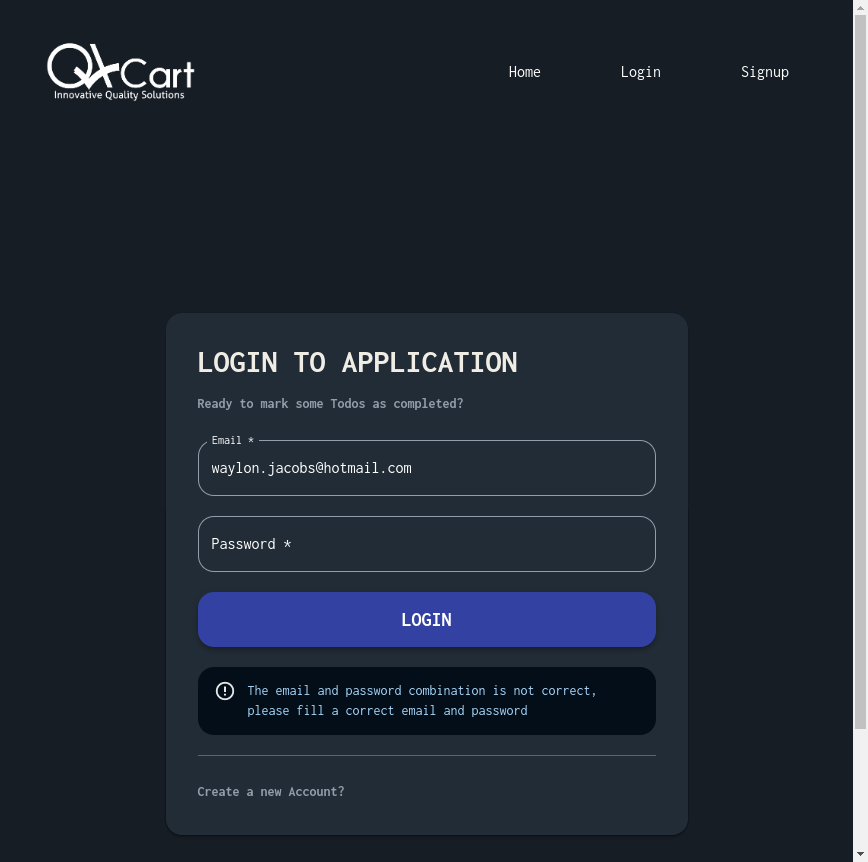 QACart
Innovative Quality Solutions
Home Login Signup
LOGIN TO APPLICATION
Ready to mark some Todos as completed?
Email *
waylon.jacobs@hotmail.com
Password *
LOGIN
The email and password combination is not correct,
please fill a correct email and password
Create a new Account?